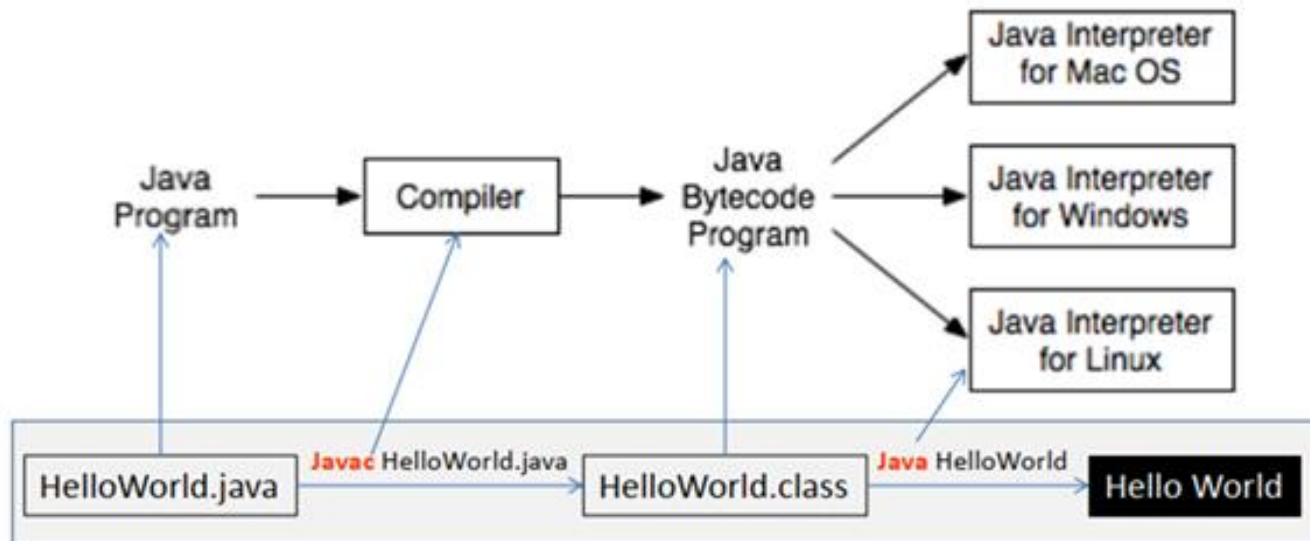 Java
Program
Compiler
Java
Bytecode
Program
Java Interpreter
for Mac OS
Java Interpreter
for Windows
Java Interpreter
for Linux
HelloWorld.java
Javac HelloWorld.java
HelloWorld.class
Java HelloWorld
Hello World